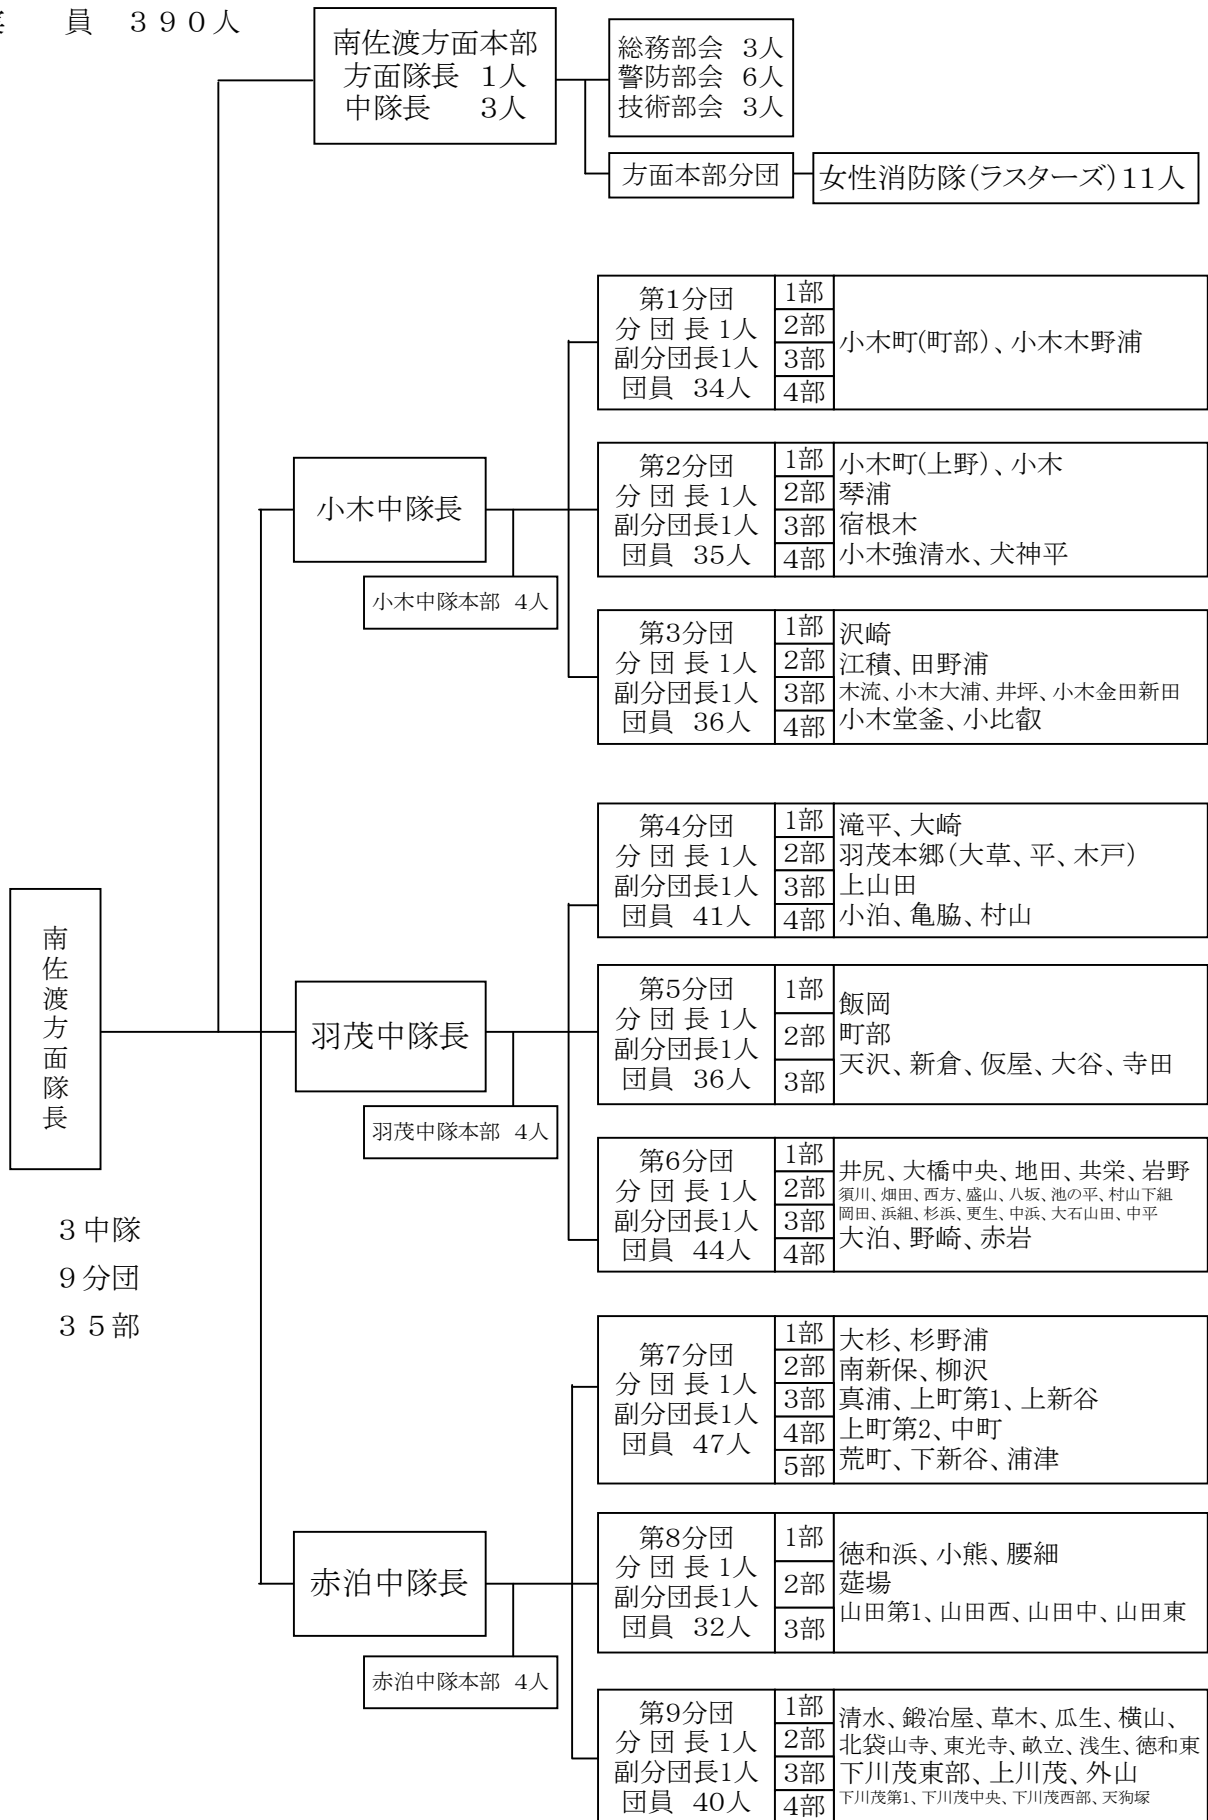 員 ３９０人
南佐渡方面本部
方面隊長 1人
中隊長 3人
総務部会 3人
警防部会 6人
技術部会 3人
方面本部分団
女性消防隊(ラスターズ)11人
第1分団
分 団 長 1人
副分団長1人
団員 34人
1部
2部
3部
4部
小木町(町部)、小木木野浦
小木中隊長
小木中隊本部 4人
第2分団
分 団 長 1人
副分団長1人
団員 35人
1部
2部
3部
4部
小木町(上野)、小木
琴浦
宿根木
小木強清水、犬神平
第3分団
分 団 長 1人
副分団長1人
団員 36人
1部
2部
3部
4部
沢崎
江積、田野浦
木流、小木大浦、井坪、小木金田新田
小木堂釜、小比叡
南佐渡方面隊長
３中隊
９分団
３５部
羽茂中隊長
羽茂中隊本部 4人
第4分団
分 団 長 1人
副分団長1人
団員 41人
1部
2部
3部
4部
滝平、大崎
羽茂本郷(大草、平、木戸)
上山田
小泊、亀脇、村山
第5分団
分 団 長 1人
副分団長1人
団員 36人
1部
2部
3部
飯岡
町部
天沢、新倉、仮屋、大谷、寺田
第6分団
分 団 長 1人
副分団長1人
団員 44人
1部
2部
3部
4部
井尻、大橋中央、地田、共栄、岩野
須川、畑田、西方、盛山、八坂、池の平、村山下組
岡田、浜組、杉浜、更生、中浜、大石山田、中平
大泊、野崎、赤岩
赤泊中隊長
赤泊中隊本部 4人
第7分団
分 団 長 1人
副分団長1人
団員 47人
1部
2部
3部
4部
5部
大杉、杉野浦
南新保、柳沢
真浦、上町第1、上新谷
上町第2、中町
荒町、下新谷、浦津
第8分団
分 団 長 1人
副分団長1人
団員 32人
1部
2部
3部
徳和浜、小熊、腰細
莚場
山田第1、山田西、山田中、山田東
第9分団
分 団 長 1人
副分団長1人
団員 40人
1部
2部
3部
4部
清水、鍛冶屋、草木、瓜生、横山、
北袋山寺、東光寺、畝立、浅生、徳和東
下川茂東部、上川茂、外山
下川茂第1、下川茂中央、下川茂西部、天狗塚